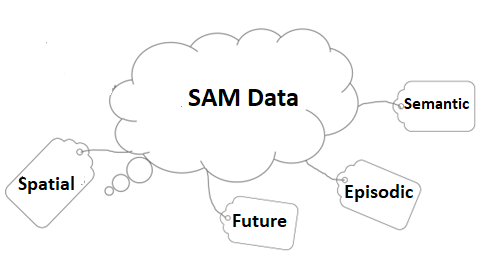 SAM Data
Semantic
Spatial
Episodic
Future